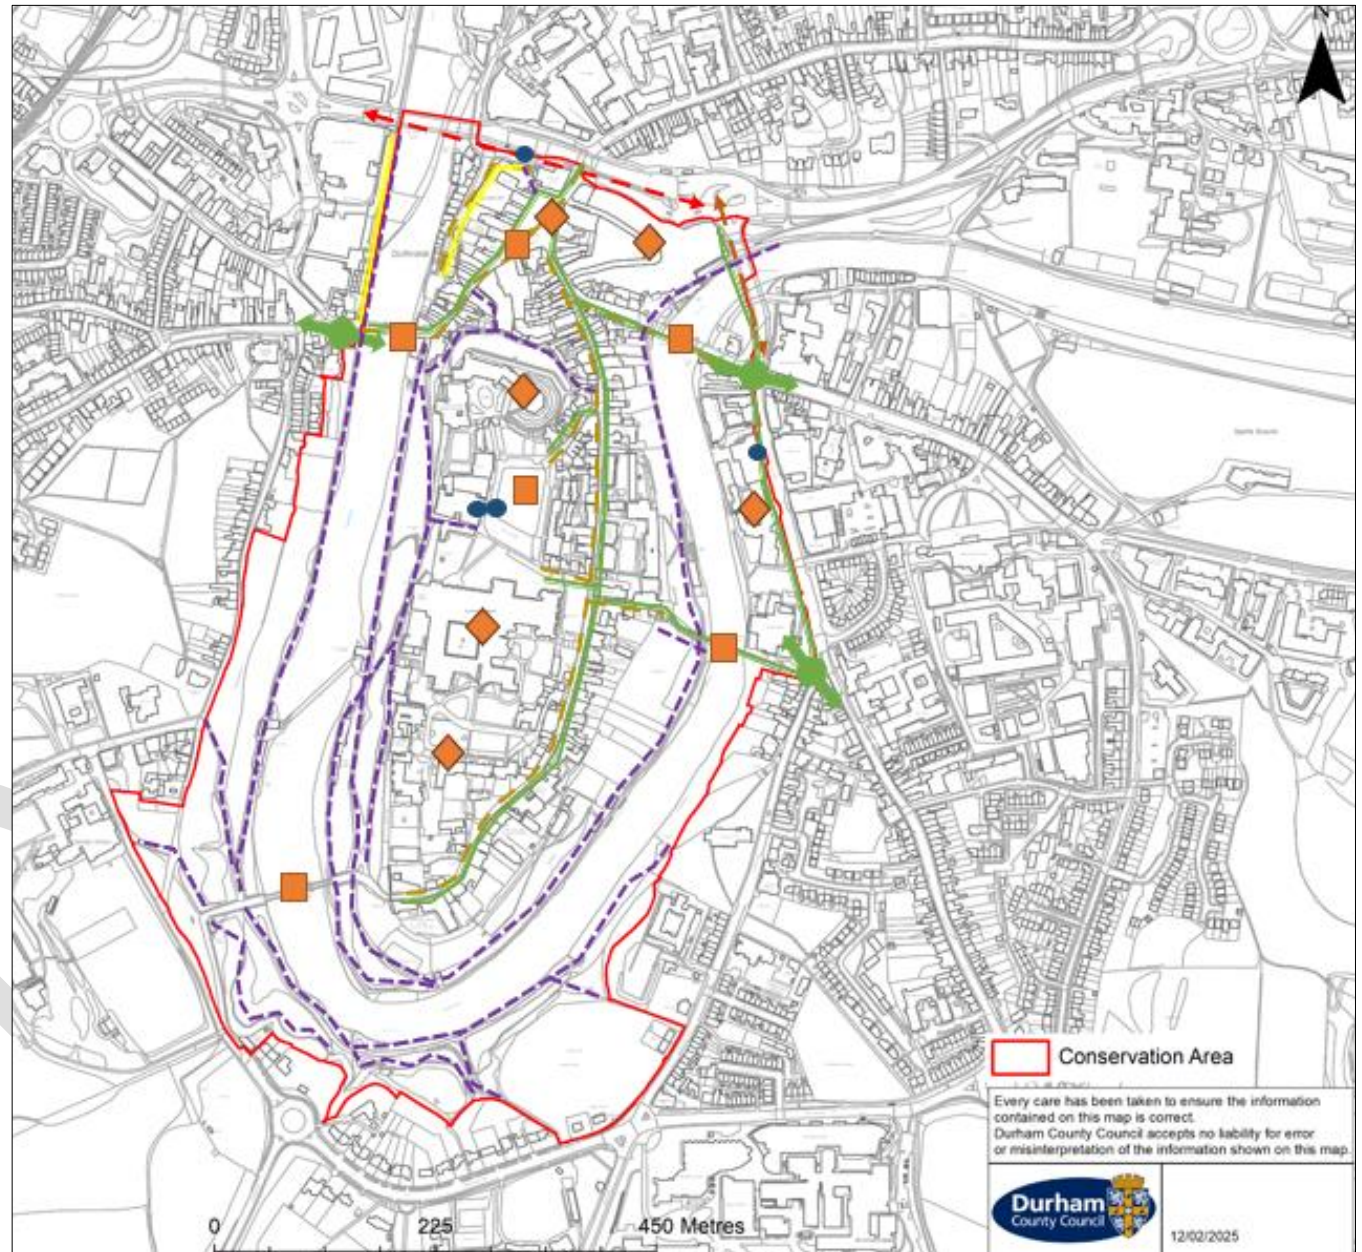 N
Conservation Area
Every care has been taken to ensure the information
contained on this map is correct.
Durham County Council accepts no liability for error
or misinterpretation of the information shown on this map.
Durham
County Council
12/02/2025
0 225 450 Metres